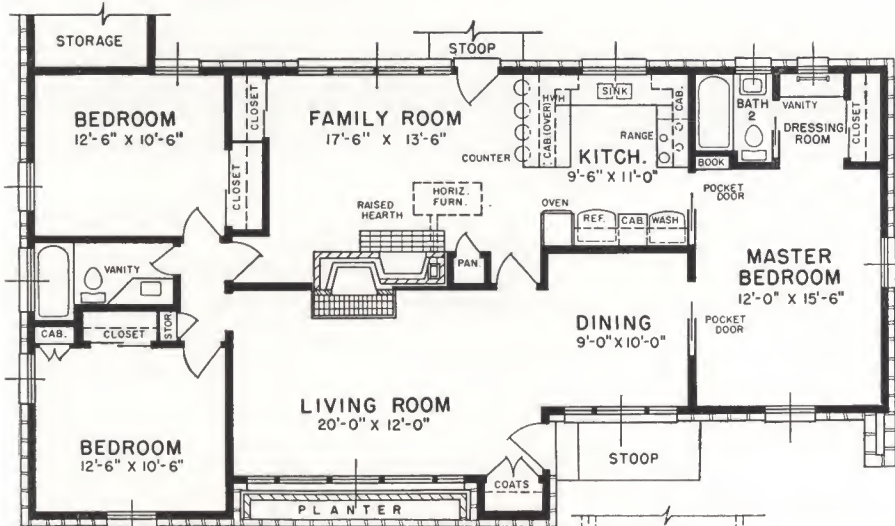 STORAGE
STOOP
BEDROOM
12'-6" X 10'-6"
CLOSET
CLOSET
FAMILY ROOM
17'-6" X 13'-6"
COUNTER
CAB.(OVER)
HWH
SINK
CAB.
RANGE
KITCH.
9'-6" X 11'-0"
BATH
2
VANITY
DRESSING
ROOM
CLOSET
BOOK
POCKET
DOOR
RAISED
HEARTH
HORIZ.
FURN.
OVEN
REF.
CAB.
WASH
PAN.
VANITY
MASTER
BEDROOM
12'-0" X 15'-6"
CAB.
CLOSET
STOR.
DINING
9'-0" X 10'-0"
POCKET
DOOR
LIVING ROOM
20'-0" X 12'-0"
BEDROOM
12'-6" X 10'-6"
COATS
STOOP
PLANTER